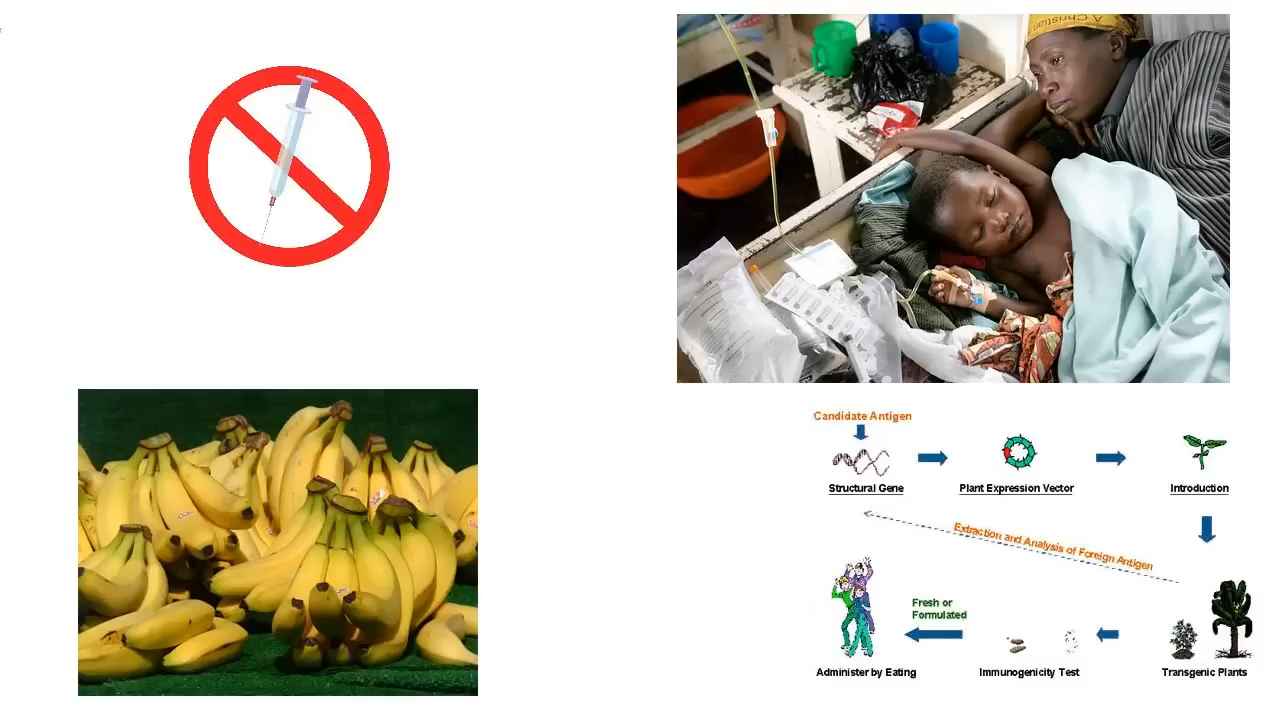 A Christian
Candidate Antigen
Structural Gene
Plant Expression Vector
Introduction
Extraction and Analysis of Foreign Antigen
Fresh or
Formulated
Administer by Eating
Immunogenicity Test
Transgenic Plants